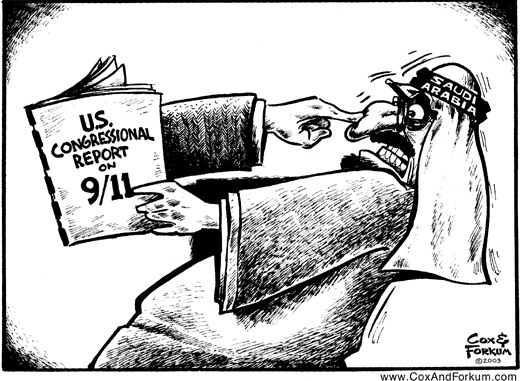 U.S.
CONGRESSIONAL
REPORT
ON
9/11
SAUDI
ARABIA
COX &
FORKUM
©2003
www.CoxAndForkum.com